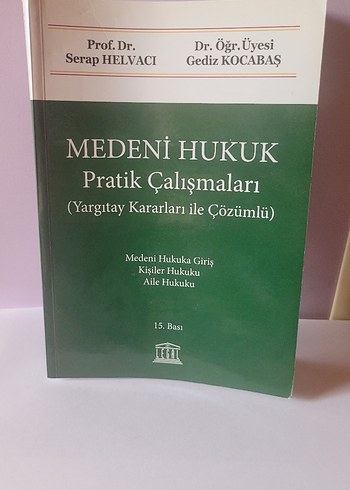 Prof. Dr.
Serap HELVACI
Dr. Öğr. Üyesi
Gediz KOCABAŞ
MEDENİ HUKUK
Pratik Çalışmaları
(Yargıtay Kararları ile Çözümlü)
Medeni Hukuka Giriş
Kişiler Hukuku
Aile Hukuku
15. Bası
LEGAL